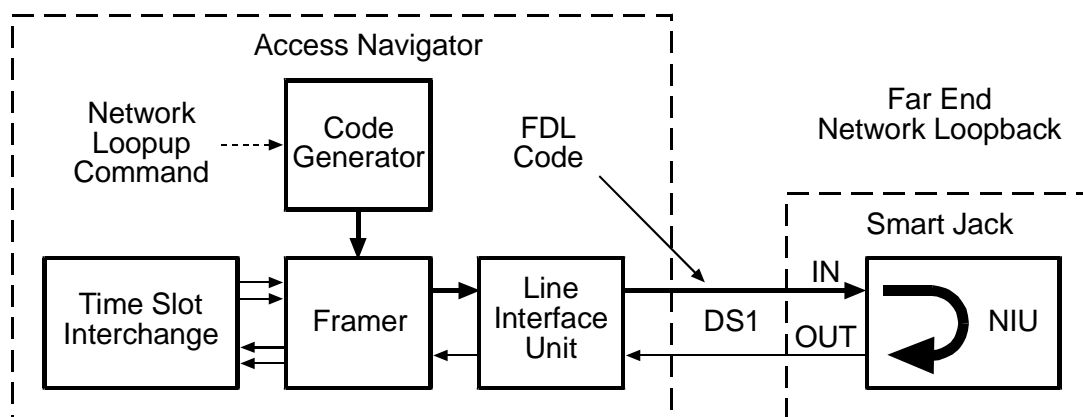 Access Navigator
Network
Loopup
Command
Code
Generator
FDL
Code
Far End
Network Loopback
Smart Jack
Time Slot
Interchange
Framer
Line
Interface
Unit
DS1
IN
OUT
NIU